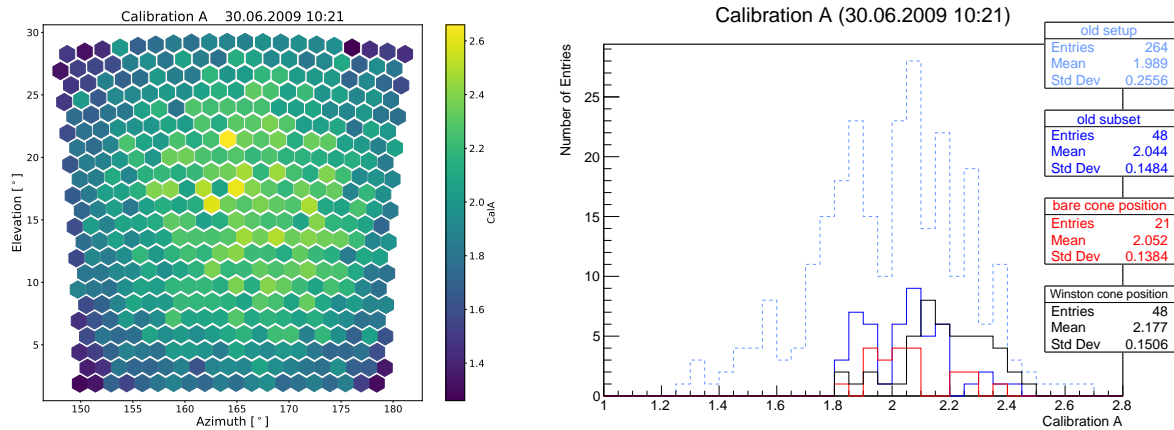 Calibration A 30.06.2009 10:21
30
25
20
15
10
5
Elevation [°]
150
155
160
165
170
175
180
Azimuth [°]
2.6
2.4
2.2
2.0
1.8
1.6
1.4
CalA
Calibration A (30.06.2009 10:21)
Number of Entries
25
20
15
10
5
0
1
1.2
1.4
1.6
1.8
2
2.2
2.4
2.6
2.8
Calibration A
old setup
Entries 264
Mean 1.989
Std Dev 0.2556
old subset
Entries 48
Mean 2.044
Std Dev 0.1484
bare cone position
Entries 21
Mean 2.052
Std Dev 0.1384
Winston cone position
Entries 48
Mean 2.177
Std Dev 0.1506